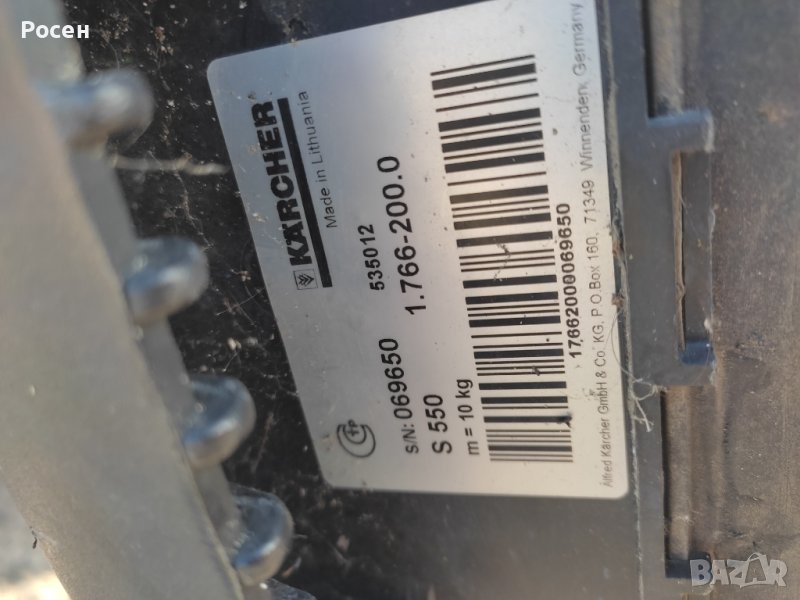 Росен
KÄRCHER
Made in Lithuania
535012
s/N: 069650 1.766-200.0
S 550
m = 10 kg
17662000069650
Alfred Kärcher GmbH & Co. KG, P.O.Box 160, 71349 Winnenden, Germany
BAZAR